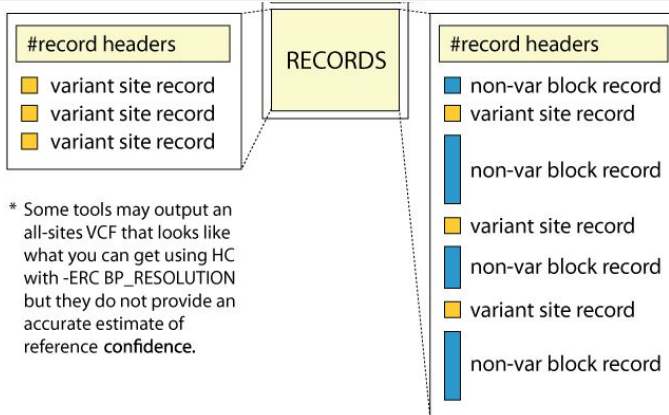 #record headers
variant site record
variant site record
variant site record
* Some tools may output an
all-sites VCF that looks like
what you can get using HC
with -ERC BP_RESOLUTION
but they do not provide an
accurate estimate of
reference confidence.
RECORDS
#record headers
non-var block record
variant site record
non-var block record
variant site record
non-var block record
variant site record
non-var block record